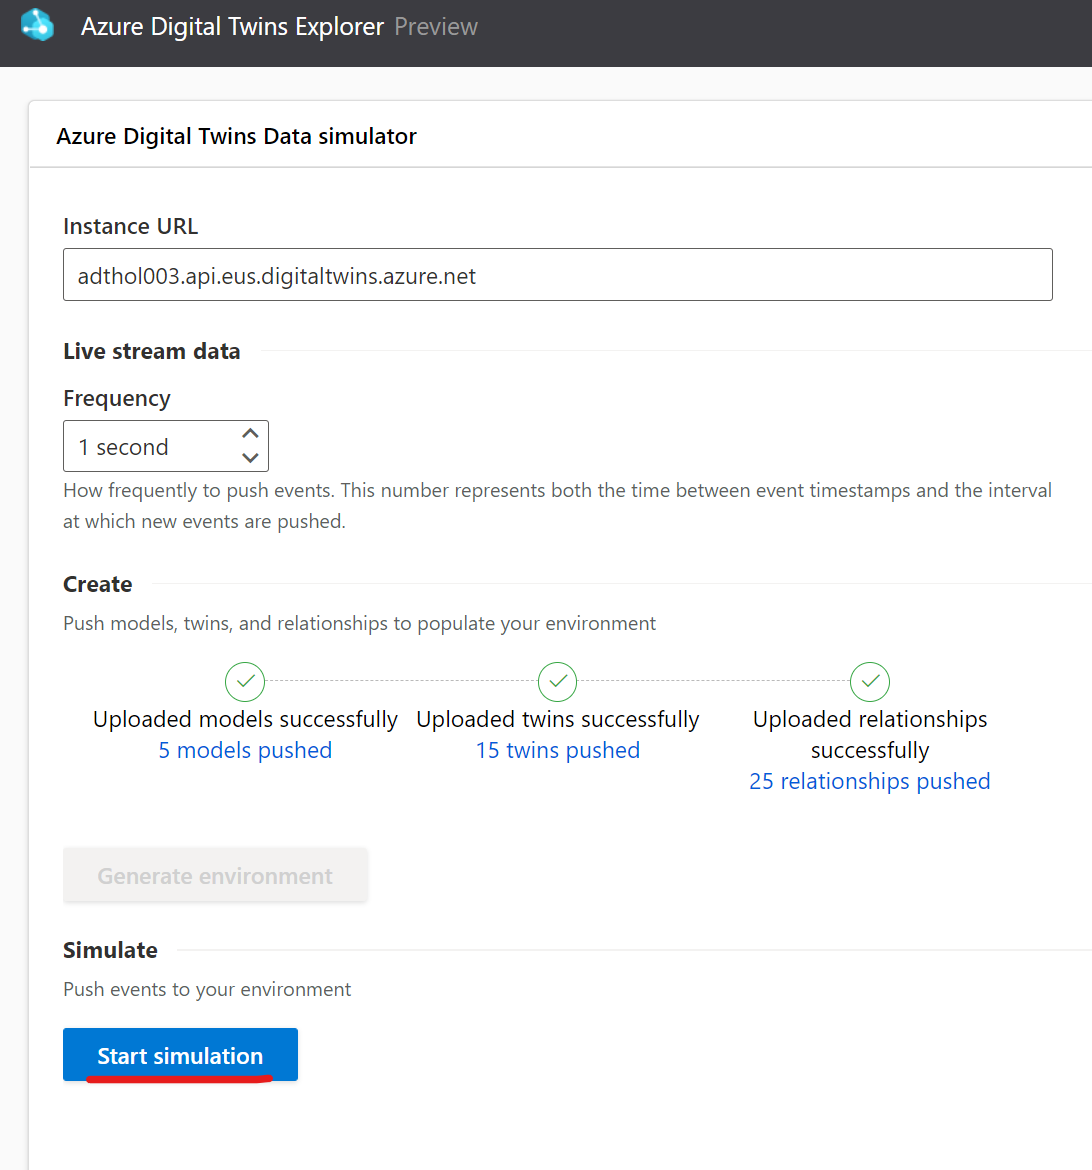 Azure Digital Twins Explorer Preview
Azure Digital Twins Data simulator
Instance URL
adthol003.api.eus.digitaltwins.azure.net
Live stream data
Frequency
1 second
How frequently to push events. This number represents both the time between event timestamps and the interval
at which new events are pushed.
Create
Push models, twins, and relationships to populate your environment
Uploaded models successfully
5 models pushed
Uploaded twins successfully
15 twins pushed
Uploaded relationships
successfully
25 relationships pushed
Generate environment
Simulate
Push events to your environment
Start simulation